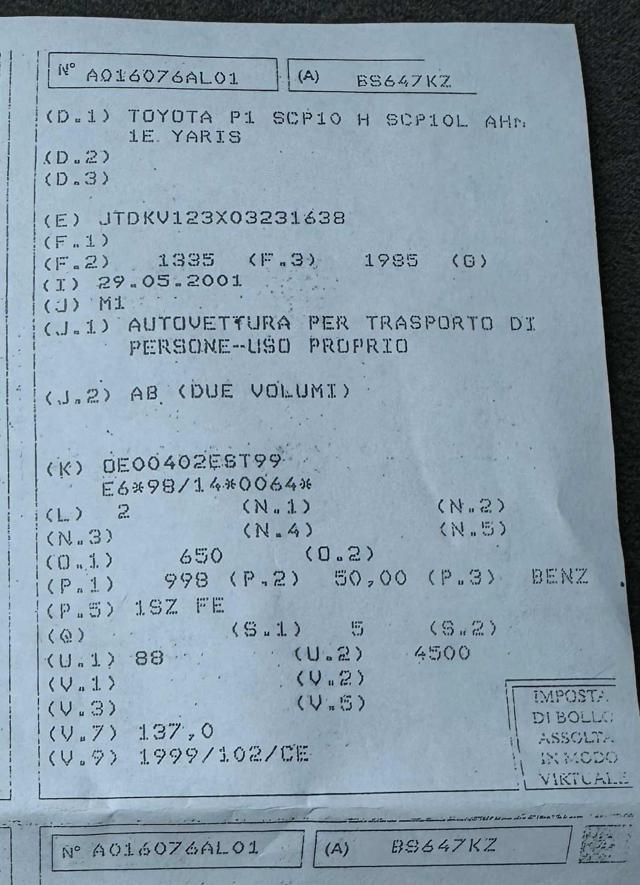 N° A016076AL01 (A) BS647KZ
(D.1) TOYOTA P1 SCP10 H SCP10L
1E YARIS
(D.2)
(D.3)
(E) JTDKV123X03231638
(F.1)
(F.2) 1335 (F.3) 1985 (G)
(I) 29.05.2001
(J) M1
(J.1) AUTOVETTURA PER TRASPORTO DI
PERSONE-USO PROPRIO
(J.2) AB (DUE VOLUMI)
(K) OE00402EST99
E6*98/14*0064*
(L) 2 (N.1) (N.2)
(N.3) (N.4) (N.5)
(O.1) 650 (O.2)
(P.1) 998 (P.2) 50,00 (P.3) BENZ
(P.5) 1SZ FE
(Q) (S.1) 5 (S.2)
(U.1) 88 (U.2) 4500
(V.1) (V.2)
(V.3) (V.5)
(V.7) 137,0
(V.9) 1999/102/CE
IMPOSTA
DI BOLLO
ASSOLTA
IN MODO
VIRTUALE
N° A016076AL01 (A) BS647KZ